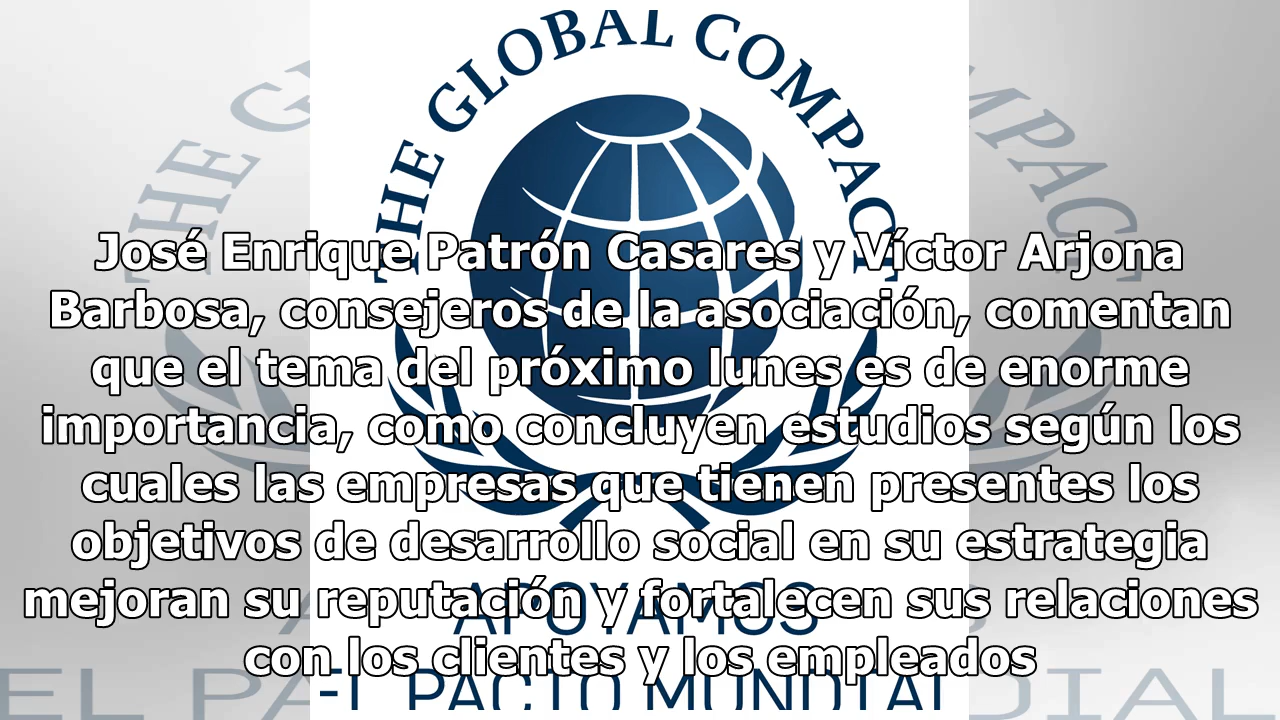 THE GLOBAL COMPACT
José Enrique Patrón Casares y Víctor Arjona
Barbosa, consejeros de la asociación, comentan
que el tema del próximo lunes es de enorme
importancia, como concluyen estudios según los
cuales las empresas que tienen presentes los
objetivos de desarrollo social en su estrategia
mejoran su reputación y fortalecen sus relaciones
con los clientes y los empleados
APOYAMOS
EL PACTO MUNDIAL